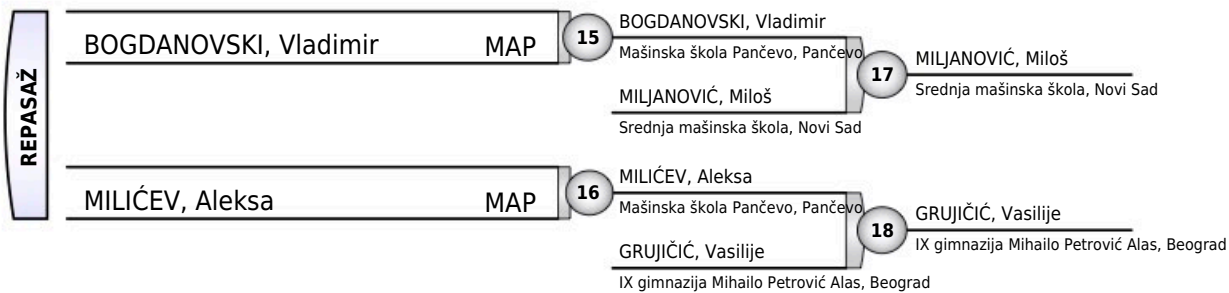 REPASAŽ
BOGDANOVSKI, Vladimir MAP
15
BOGDANOVSKI, Vladimir
Mašinska škola Pančevo, Pančevo
MILJANOVIĆ, Miloš
Srednja mašinska škola, Novi Sad
17
MILJANOVIĆ, Miloš
Srednja mašinska škola, Novi Sad
MILIĆEV, Aleksa MAP
16
MILIĆEV, Aleksa
Mašinska škola Pančevo, Pančevo
GRUJIČIĆ, Vasilije
IX gimnazija Mihailo Petrović Alas, Beograd
18
GRUJIČIĆ, Vasilije
IX gimnazija Mihailo Petrović Alas, Beograd